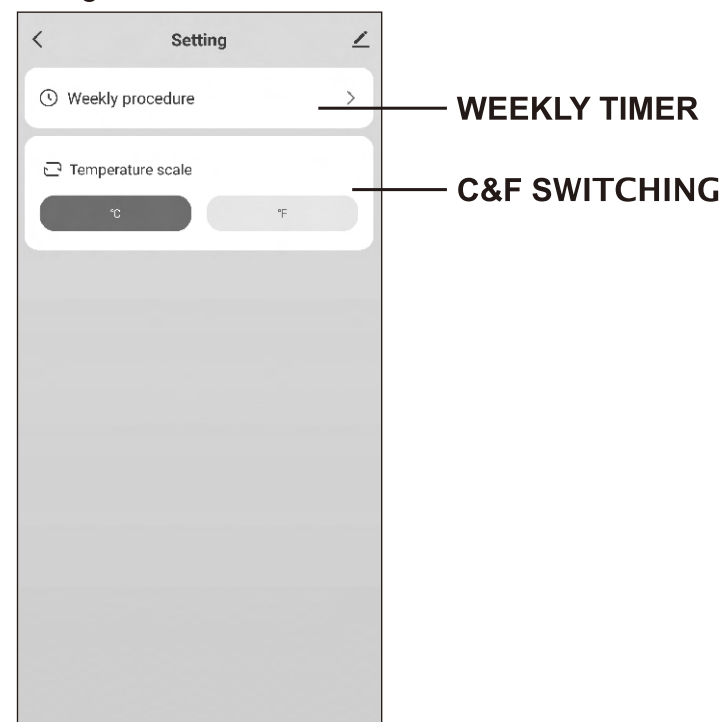 Setting
Weekly procedure
WEEKLY TIMER
Temperature scale
C&F SWITCHING
℃
℉